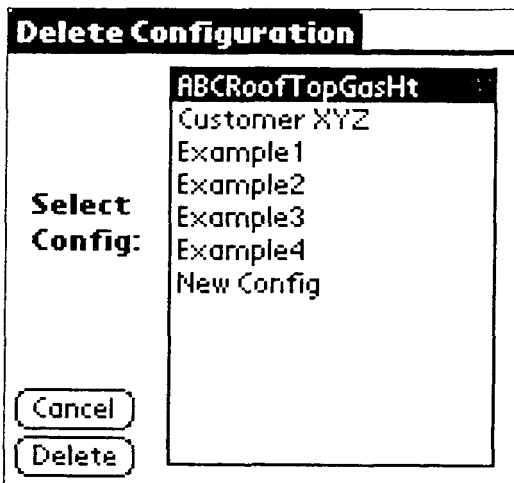 Delete Configuration
ABCRoofTopGasHt
Customer XYZ
Example1
Example2
Example3
Example4
New Config
Select
Config:
Cancel
Delete